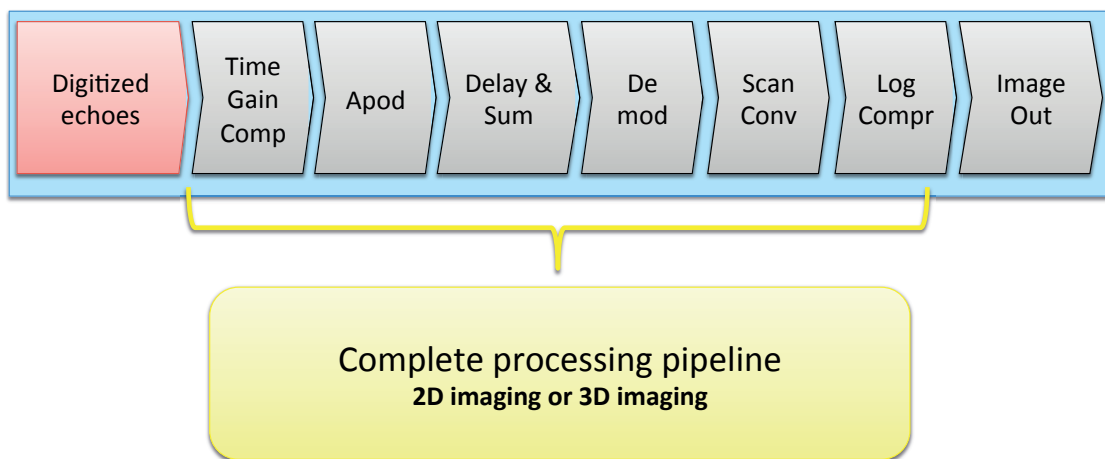 Digitized
echoes
Time
Gain
Comp
Apod
Delay &
Sum
De
mod
Scan
Conv
Log
Compr
Image
Out
Complete processing pipeline
2D imaging or 3D imaging